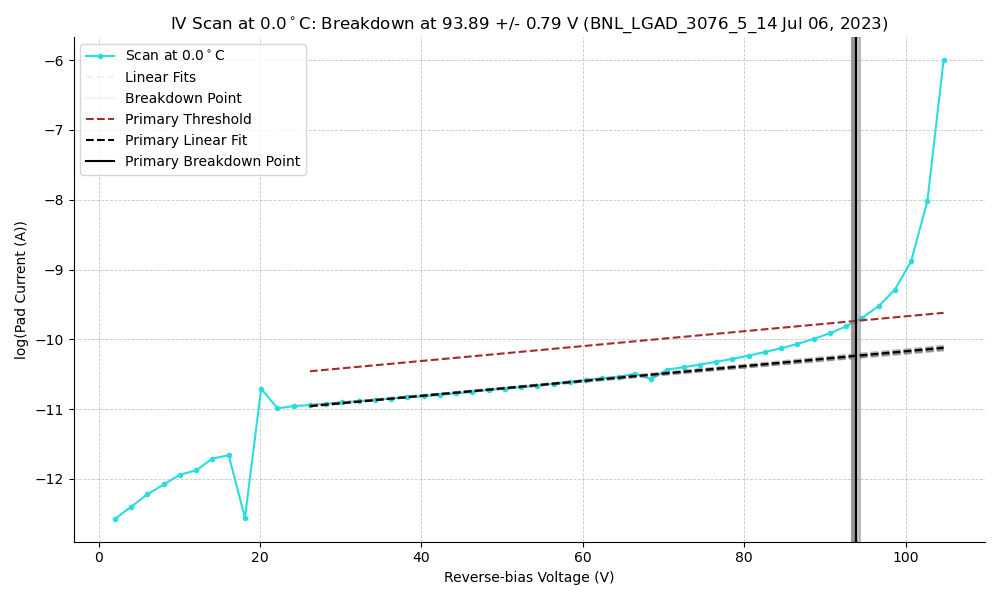 IV Scan at 0.0°C: Breakdown at 93.89 +/- 0.79 V (BNL_LGAD_3076_5_14 Jul 06, 2023)
Scan at 0.0°C
Linear Fits
Breakdown Point
Primary Threshold
Primary Linear Fit
Primary Breakdown Point
log(Pad Current (A))
−6
−7
−8
−9
−10
−11
−12
0 20 40 60 80 100
Reverse-bias Voltage (V)